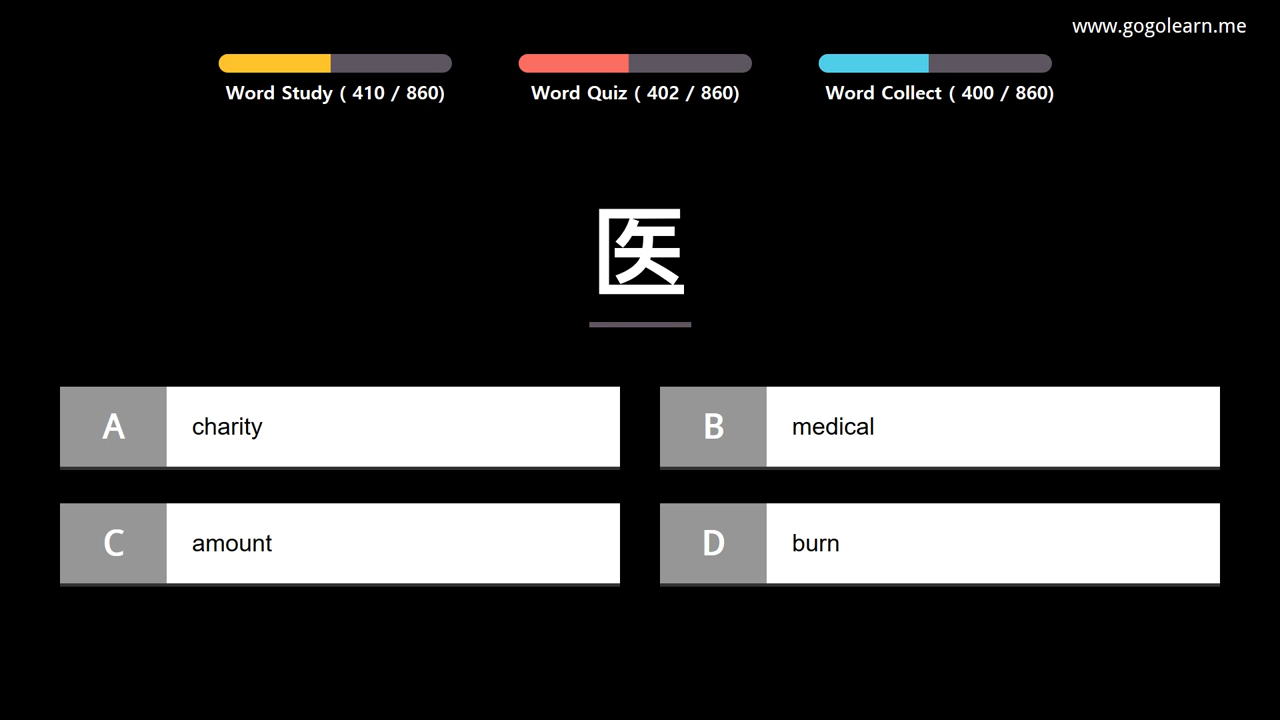 www.gogolearn.me
Word Study ( 410 / 860)
Word Quiz ( 402 / 860)
Word Collect ( 400 / 860)
医
A charity
B medical
C amount
D burn